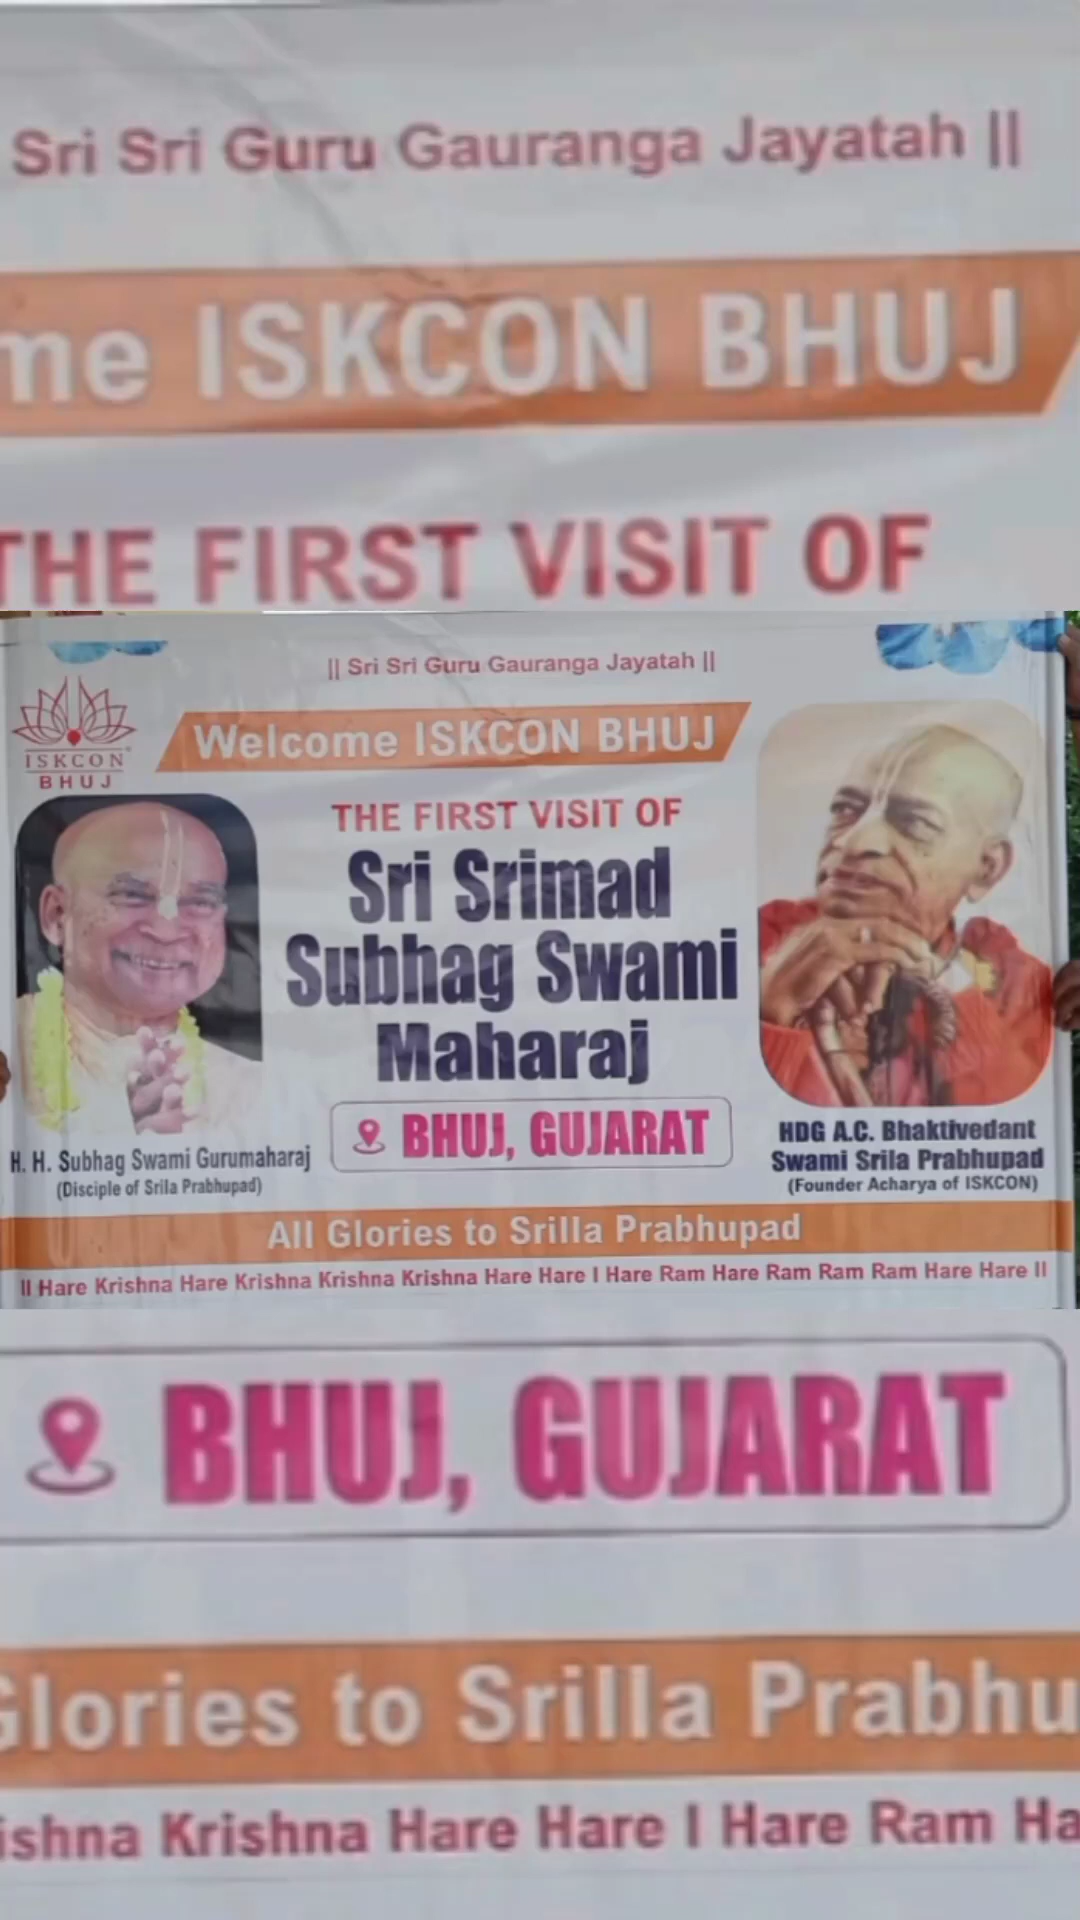 Sri Sri Guru Gauranga Jayatah ||
me ISKCON BHUJ
THE FIRST VISIT OF
|| Sri Sri Guru Gauranga Jayatah ||
ISKCON
BHUJ
Welcome ISKCON BHUJ
THE FIRST VISIT OF
Sri Srimad
Subhag Swami
Maharaj
BHUJ, GUJARAT
H. H. Subhag Swami Gurumaharaj
(Disciple of Srila Prabhupad)
HDG A.C. Bhaktivedant
Swami Srila Prabhupad
(Founder Acharya of ISKCON)
All Glories to Srilla Prabhupad
ll Hare Krishna Hare Krishna Krishna Krishna Hare Hare I Hare Ram Hare Ram Ram Ram Hare Hare ll
BHUJ, GUJARAT
Glories to Srilla Prabhu
ishna Krishna Hare Hare I Hare Ram Ha